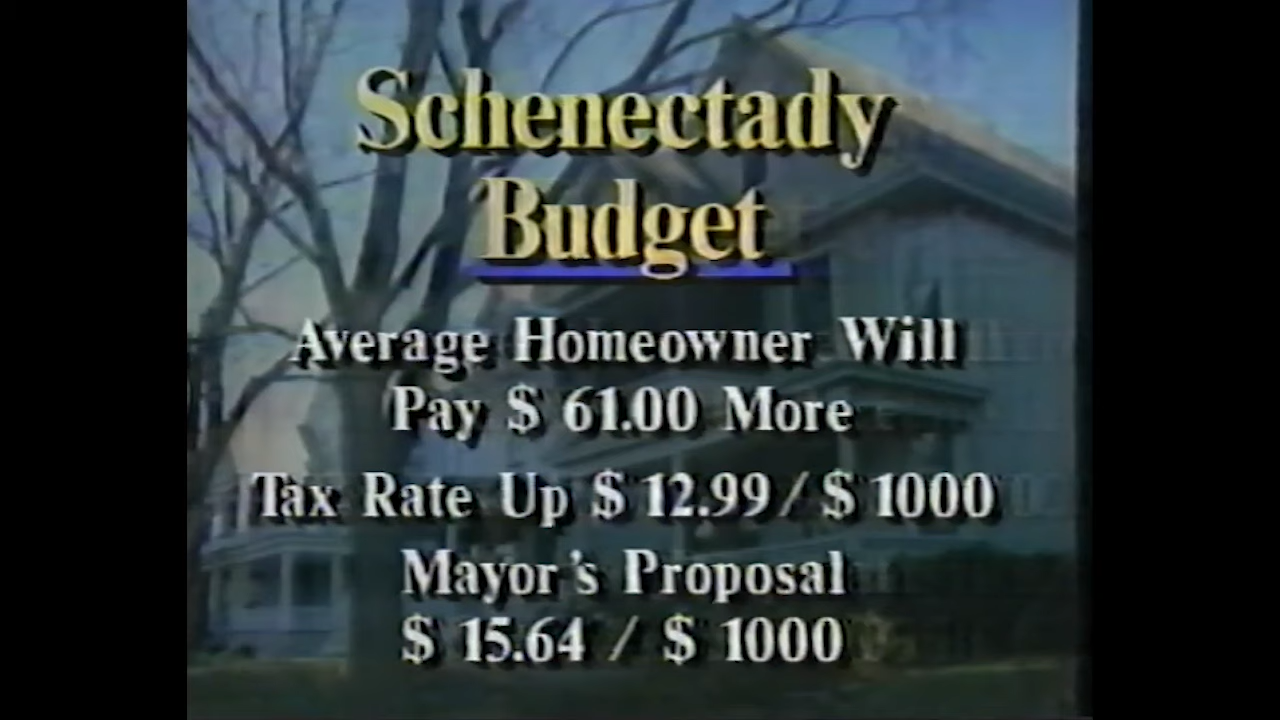 Schenectady
Budget
Average Homeowner Will
Pay $ 61.00 More
Tax Rate Up $ 12.99 / $ 1000
Mayor's Proposal
$ 15.64 / $ 1000